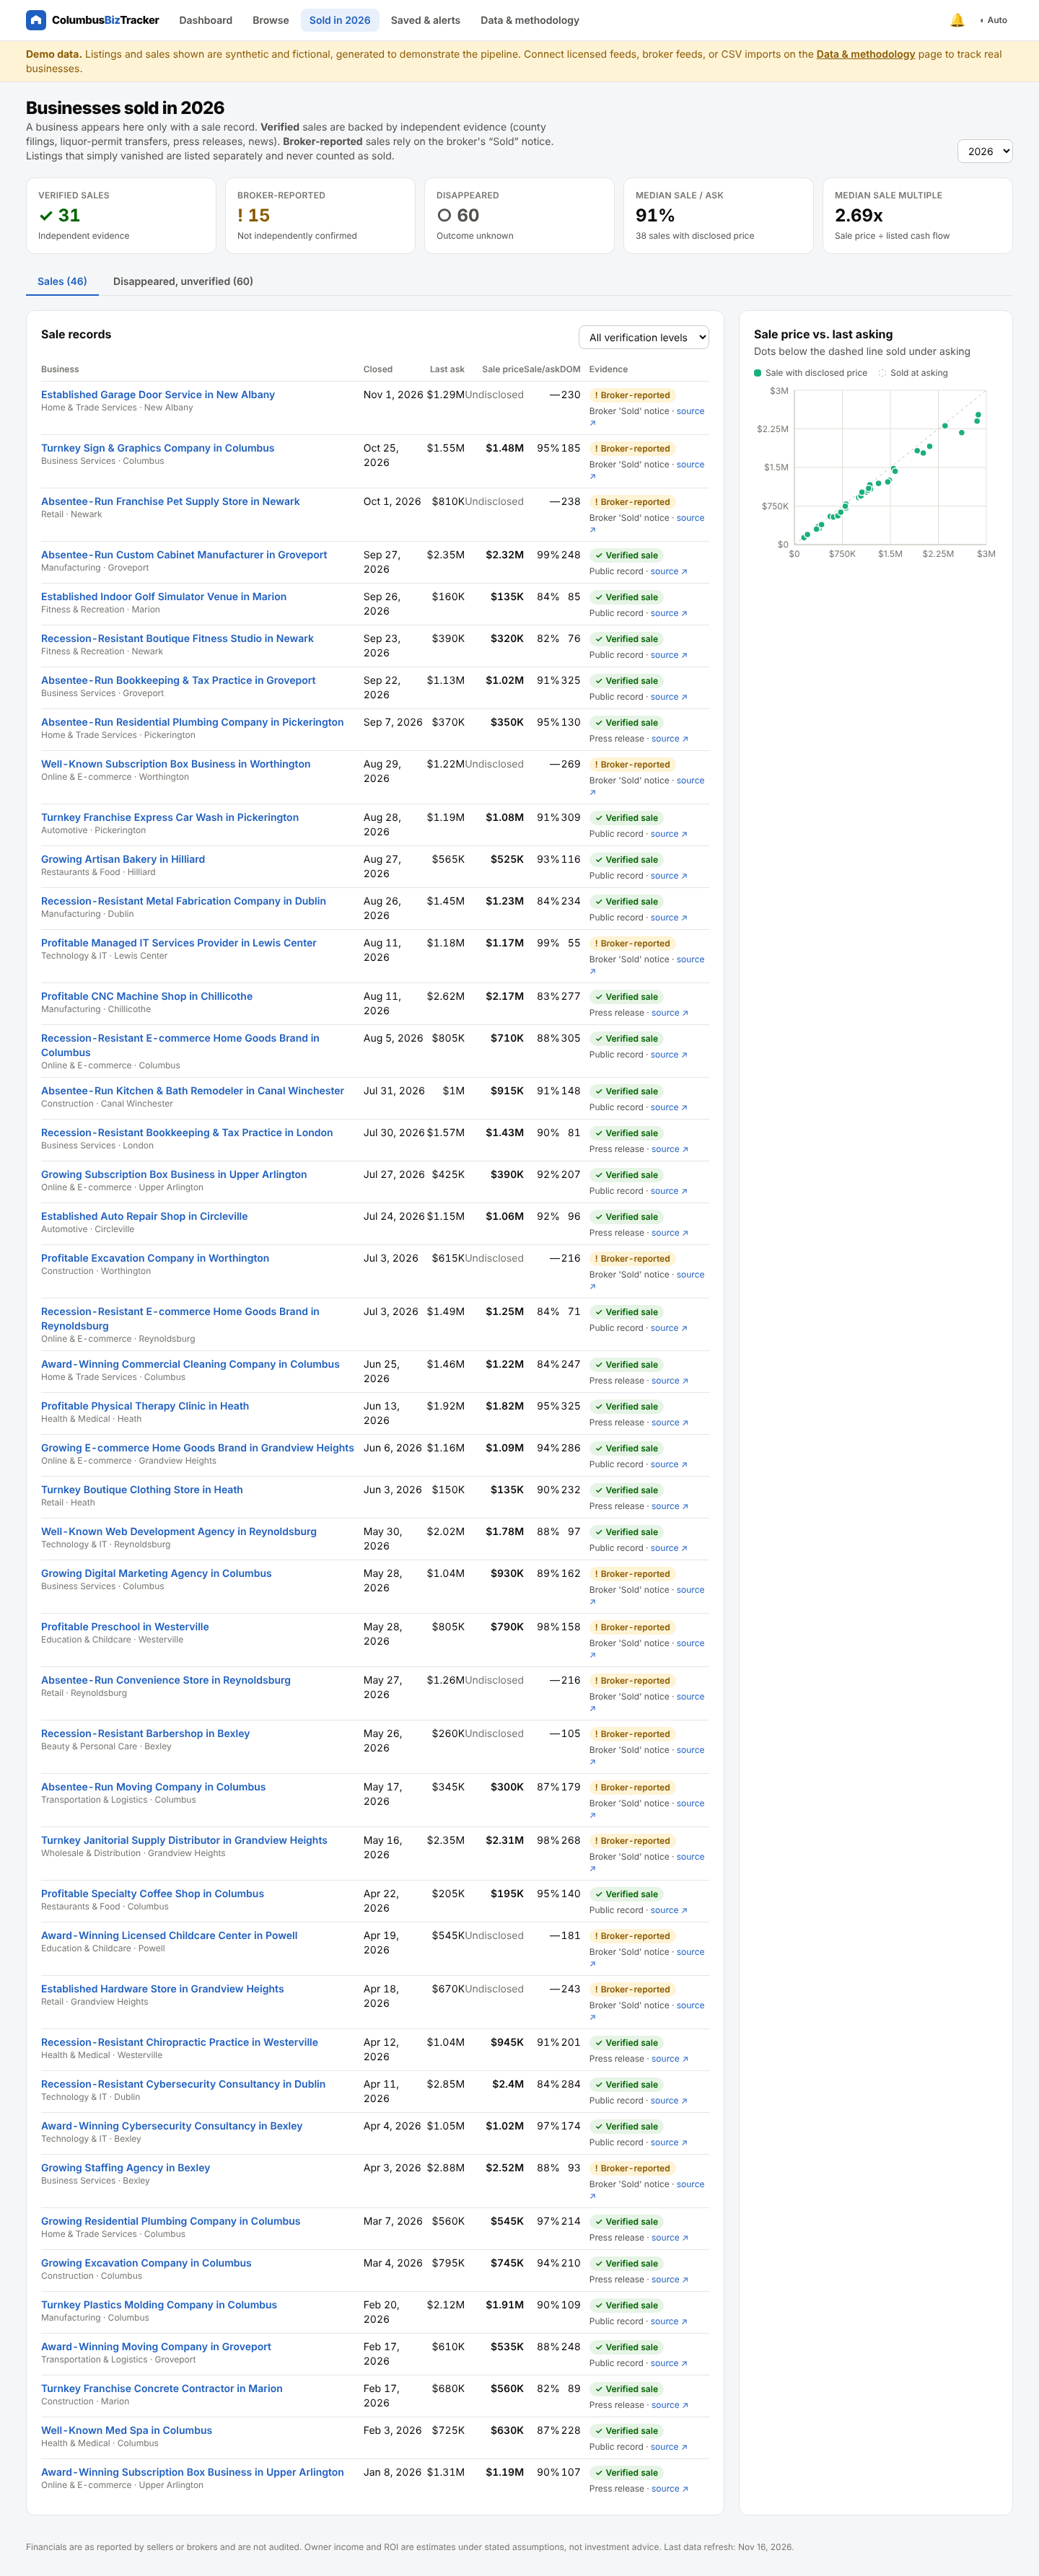 ColumbusBizTracker Dashboard Browse Sold in 2026 Saved & alerts Data & methodology Auto
Demo data. Listings and sales shown are synthetic and fictional, generated to demonstrate the pipeline. Connect licensed feeds, broker feeds, or CSV imports on the Data & methodology page to track real
businesses.
Businesses sold in 2026
A business appears here only with a sale record. Verified sales are backed by independent evidence (county
filings, liquor-permit transfers, press releases, news). Broker-reported sales rely on the broker's “Sold” notice.
Listings that simply vanished are listed separately and never counted as sold.
2026
VERIFIED SALES
✓ 31
Independent evidence
BROKER-REPORTED
! 15
Not independently confirmed
DISAPPEARED
○ 60
Outcome unknown
MEDIAN SALE / ASK
91%
38 sales with disclosed price
MEDIAN SALE MULTIPLE
2.69x
Sale price ÷ listed cash flow
Sales (46) Disappeared, unverified (60)
Sale records
All verification levels
Business Closed Last ask Sale price Sale/ask DOM Evidence
Established Garage Door Service in New Albany Nov 1, 2026 $1.29M Undisclosed — 230 ! Broker-reported
Home & Trade Services · New Albany Broker 'Sold' notice · source
↗
Turnkey Sign & Graphics Company in Columbus Oct 25, $1.55M $1.48M 95% 185 ! Broker-reported
Business Services · Columbus 2026 Broker 'Sold' notice · source
↗
Absentee-Run Franchise Pet Supply Store in Newark Oct 1, 2026 $810K Undisclosed — 238 ! Broker-reported
Retail · Newark Broker 'Sold' notice · source
↗
Absentee-Run Custom Cabinet Manufacturer in Groveport Sep 27, $2.35M $2.32M 99% 248 ✓ Verified sale
Manufacturing · Groveport 2026 Public record · source ↗
Established Indoor Golf Simulator Venue in Marion Sep 26, $160K $135K 84% 85 ✓ Verified sale
Fitness & Recreation · Marion 2026 Public record · source ↗
Recession-Resistant Boutique Fitness Studio in Newark Sep 23, $390K $320K 82% 76 ✓ Verified sale
Fitness & Recreation · Newark 2026 Public record · source ↗
Absentee-Run Bookkeeping & Tax Practice in Groveport Sep 22, $1.13M $1.02M 91% 325 ✓ Verified sale
Business Services · Groveport 2026 Public record · source ↗
Absentee-Run Residential Plumbing Company in Pickerington Sep 7, 2026 $370K $350K 95% 130 ✓ Verified sale
Home & Trade Services · Pickerington Press release · source ↗
Well-Known Subscription Box Business in Worthington Aug 29, $1.22M Undisclosed — 269 ! Broker-reported
Online & E-commerce · Worthington 2026 Broker 'Sold' notice · source
↗
Turnkey Franchise Express Car Wash in Pickerington Aug 28, $1.19M $1.08M 91% 309 ✓ Verified sale
Automotive · Pickerington 2026 Public record · source ↗
Growing Artisan Bakery in Hilliard Aug 27, $565K $525K 93% 116 ✓ Verified sale
Restaurants & Food · Hilliard 2026 Public record · source ↗
Recession-Resistant Metal Fabrication Company in Dublin Aug 26, $1.45M $1.23M 84% 234 ✓ Verified sale
Manufacturing · Dublin 2026 Public record · source ↗
Profitable Managed IT Services Provider in Lewis Center Aug 11, $1.18M $1.17M 99% 55 ! Broker-reported
Technology & IT · Lewis Center 2026 Broker 'Sold' notice · source
↗
Profitable CNC Machine Shop in Chillicothe Aug 11, $2.62M $2.17M 83% 277 ✓ Verified sale
Manufacturing · Chillicothe 2026 Press release · source ↗
Recession-Resistant E-commerce Home Goods Brand in Aug 5, 2026 $805K $710K 88% 305 ✓ Verified sale
Columbus Public record · source ↗
Online & E-commerce · Columbus
Absentee-Run Kitchen & Bath Remodeler in Canal Winchester Jul 31, 2026 $1M $915K 91% 148 ✓ Verified sale
Construction · Canal Winchester Public record · source ↗
Recession-Resistant Bookkeeping & Tax Practice in London Jul 30, 2026 $1.57M $1.43M 90% 81 ✓ Verified sale
Business Services · London Press release · source ↗
Growing Subscription Box Business in Upper Arlington Jul 27, 2026 $425K $390K 92% 207 ✓ Verified sale
Online & E-commerce · Upper Arlington Public record · source ↗
Established Auto Repair Shop in Circleville Jul 24, 2026 $1.15M $1.06M 92% 96 ✓ Verified sale
Automotive · Circleville Press release · source ↗
Profitable Excavation Company in Worthington Jul 3, 2026 $615K Undisclosed — 216 ! Broker-reported
Construction · Worthington Broker 'Sold' notice · source
↗
Recession-Resistant E-commerce Home Goods Brand in Jul 3, 2026 $1.49M $1.25M 84% 71 ✓ Verified sale
Reynoldsburg Public record · source ↗
Online & E-commerce · Reynoldsburg
Award-Winning Commercial Cleaning Company in Columbus Jun 25, $1.46M $1.22M 84% 247 ✓ Verified sale
Home & Trade Services · Columbus 2026 Press release · source ↗
Profitable Physical Therapy Clinic in Heath Jun 13, $1.92M $1.82M 95% 325 ✓ Verified sale
Health & Medical · Heath 2026 Press release · source ↗
Growing E-commerce Home Goods Brand in Grandview Heights Jun 6, 2026 $1.16M $1.09M 94% 286 ✓ Verified sale
Online & E-commerce · Grandview Heights Public record · source ↗
Turnkey Boutique Clothing Store in Heath Jun 3, 2026 $150K $135K 90% 232 ✓ Verified sale
Retail · Heath Press release · source ↗
Well-Known Web Development Agency in Reynoldsburg May 30, $2.02M $1.78M 88% 97 ✓ Verified sale
Technology & IT · Reynoldsburg 2026 Public record · source ↗
Growing Digital Marketing Agency in Columbus May 28, $1.04M $930K 89% 162 ! Broker-reported
Business Services · Columbus 2026 Broker 'Sold' notice · source
↗
Profitable Preschool in Westerville May 28, $805K $790K 98% 158 ! Broker-reported
Education & Childcare · Westerville 2026 Broker 'Sold' notice · source
↗
Absentee-Run Convenience Store in Reynoldsburg May 27, $1.26M Undisclosed — 216 ! Broker-reported
Retail · Reynoldsburg 2026 Broker 'Sold' notice · source
↗
Recession-Resistant Barbershop in Bexley May 26, $260K Undisclosed — 105 ! Broker-reported
Beauty & Personal Care · Bexley 2026 Broker 'Sold' notice · source
↗
Absentee-Run Moving Company in Columbus May 17, $345K $300K 87% 179 ! Broker-reported
Transportation & Logistics · Columbus 2026 Broker 'Sold' notice · source
↗
Turnkey Janitorial Supply Distributor in Grandview Heights May 16, $2.35M $2.31M 98% 268 ! Broker-reported
Wholesale & Distribution · Grandview Heights 2026 Broker 'Sold' notice · source
↗
Profitable Specialty Coffee Shop in Columbus Apr 22, $205K $195K 95% 140 ✓ Verified sale
Restaurants & Food · Columbus 2026 Public record · source ↗
Award-Winning Licensed Childcare Center in Powell Apr 19, $545K Undisclosed — 181 ! Broker-reported
Education & Childcare · Powell 2026 Broker 'Sold' notice · source
↗
Established Hardware Store in Grandview Heights Apr 18, $670K Undisclosed — 243 ! Broker-reported
Retail · Grandview Heights 2026 Broker 'Sold' notice · source
↗
Recession-Resistant Chiropractic Practice in Westerville Apr 12, $1.04M $945K 91% 201 ✓ Verified sale
Health & Medical · Westerville 2026 Press release · source ↗
Recession-Resistant Cybersecurity Consultancy in Dublin Apr 11, $2.85M $2.4M 84% 284 ✓ Verified sale
Technology & IT · Dublin 2026 Public record · source ↗
Award-Winning Cybersecurity Consultancy in Bexley Apr 4, 2026 $1.05M $1.02M 97% 174 ✓ Verified sale
Technology & IT · Bexley Public record · source ↗
Growing Staffing Agency in Bexley Apr 3, 2026 $2.88M $2.52M 88% 93 ! Broker-reported
Business Services · Bexley Broker 'Sold' notice · source
↗
Growing Residential Plumbing Company in Columbus Mar 7, 2026 $560K $545K 97% 214 ✓ Verified sale
Home & Trade Services · Columbus Press release · source ↗
Growing Excavation Company in Columbus Mar 4, 2026 $795K $745K 94% 210 ✓ Verified sale
Construction · Columbus Press release · source ↗
Turnkey Plastics Molding Company in Columbus Feb 20, $2.12M $1.91M 90% 109 ✓ Verified sale
Manufacturing · Columbus 2026 Public record · source ↗
Award-Winning Moving Company in Groveport Feb 17, $610K $535K 88% 248 ✓ Verified sale
Transportation & Logistics · Groveport 2026 Public record · source ↗
Turnkey Franchise Concrete Contractor in Marion Feb 17, $680K $560K 82% 89 ✓ Verified sale
Construction · Marion 2026 Press release · source ↗
Well-Known Med Spa in Columbus Feb 3, 2026 $725K $630K 87% 228 ✓ Verified sale
Health & Medical · Columbus Public record · source ↗
Award-Winning Subscription Box Business in Upper Arlington Jan 8, 2026 $1.31M $1.19M 90% 107 ✓ Verified sale
Online & E-commerce · Upper Arlington Press release · source ↗
Sale price vs. last asking
Dots below the dashed line sold under asking
Sale with disclosed price Sold at asking
$3M
$2.25M
$1.5M
$750K
$0
$0 $750K $1.5M $2.25M $3M
Financials are as reported by sellers or brokers and are not audited. Owner income and ROI are estimates under stated assumptions, not investment advice. Last data refresh: Nov 16, 2026.